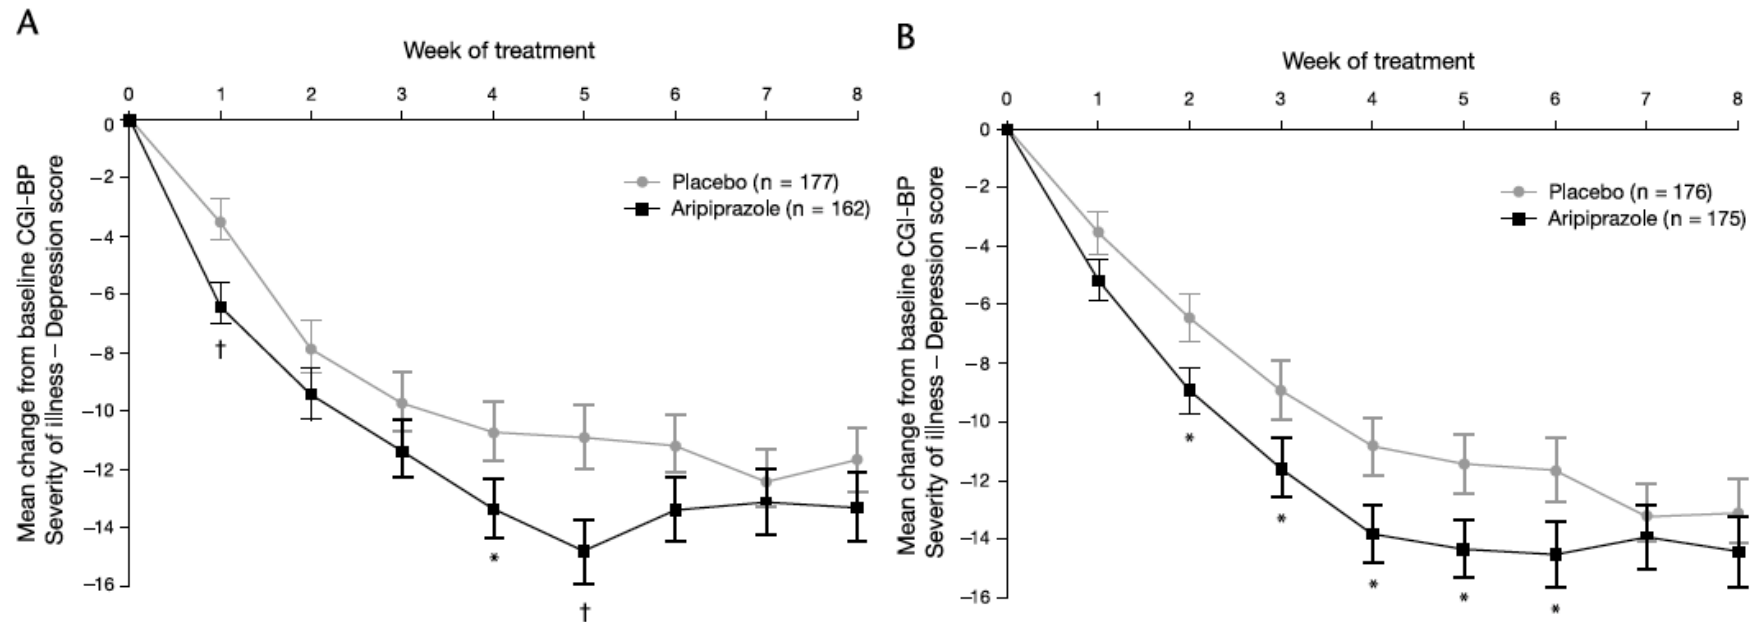 A
Week of treatment
0 1 2 3 4 5 6 7 8
0
−2
−4
−6
−8
−10
−12
−14
−16
Mean change from baseline CGI-BP
Severity of illness – Depression score
Placebo (n = 177)
Aripiprazole (n = 162)
†
*
†
B
Week of treatment
0 1 2 3 4 5 6 7 8
0
−2
−4
−6
−8
−10
−12
−14
−16
Mean change from baseline CGI-BP
Severity of illness – Depression score
Placebo (n = 176)
Aripiprazole (n = 175)
*
*
*
*
*